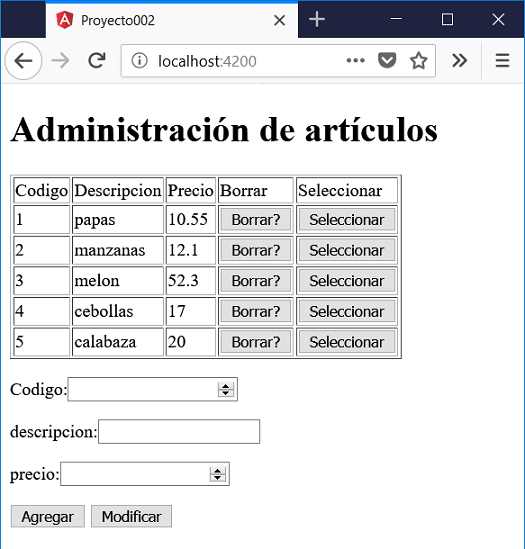 Proyecto002
localhost:4200
Administración de artículos
Codigo Descripcion Precio Borrar Seleccionar
1 papas 10.55 Borrar? Seleccionar
2 manzanas 12.1 Borrar? Seleccionar
3 melon 52.3 Borrar? Seleccionar
4 cebollas 17 Borrar? Seleccionar
5 calabaza 20 Borrar? Seleccionar
Codigo:
descripcion:
precio:
Agregar Modificar